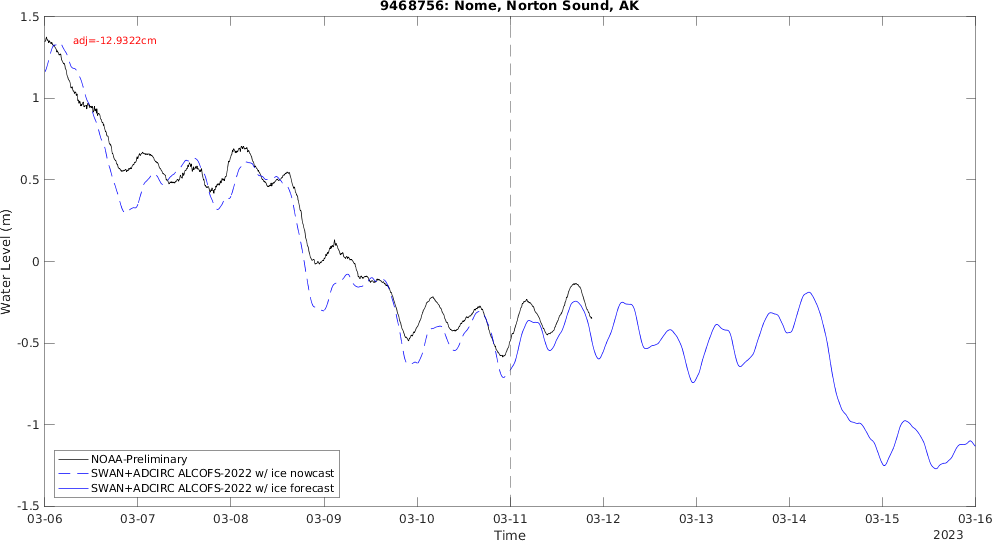 9468756: Nome, Norton Sound, AK
adj=-12.9322cm
1.5
1
0.5
0
-0.5
-1
-1.5
Water Level (m)
NOAA-Preliminary
SWAN+ADCIRC ALCOFS-2022 w/ ice nowcast
SWAN+ADCIRC ALCOFS-2022 w/ ice forecast
03-06 03-07 03-08 03-09 03-10 03-11 03-12 03-13 03-14 03-15 03-16
Time
2023